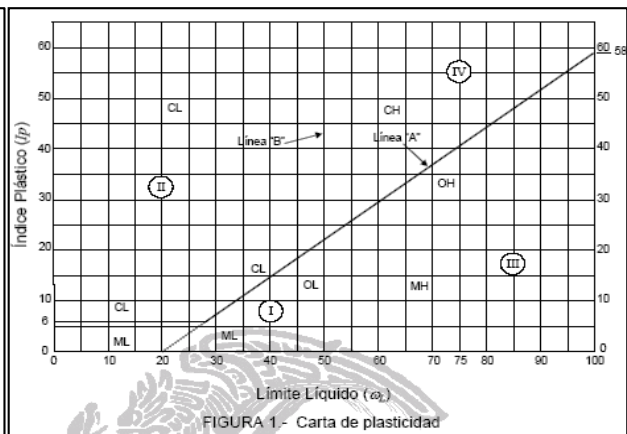 60
50
40
30
20
10
6
0
Índice Plástico (Ip)
CL
CH
IV
Línea "B"
Línea "A"
II
OH
CL
OL
MH
III
CL
I
ML
ML
60 58
50
40
30
20
10
0
0 10 20 30 40 50 60 70 75 80 90 100
Límite Líquido (ωL)
FIGURA 1.- Carta de plasticidad